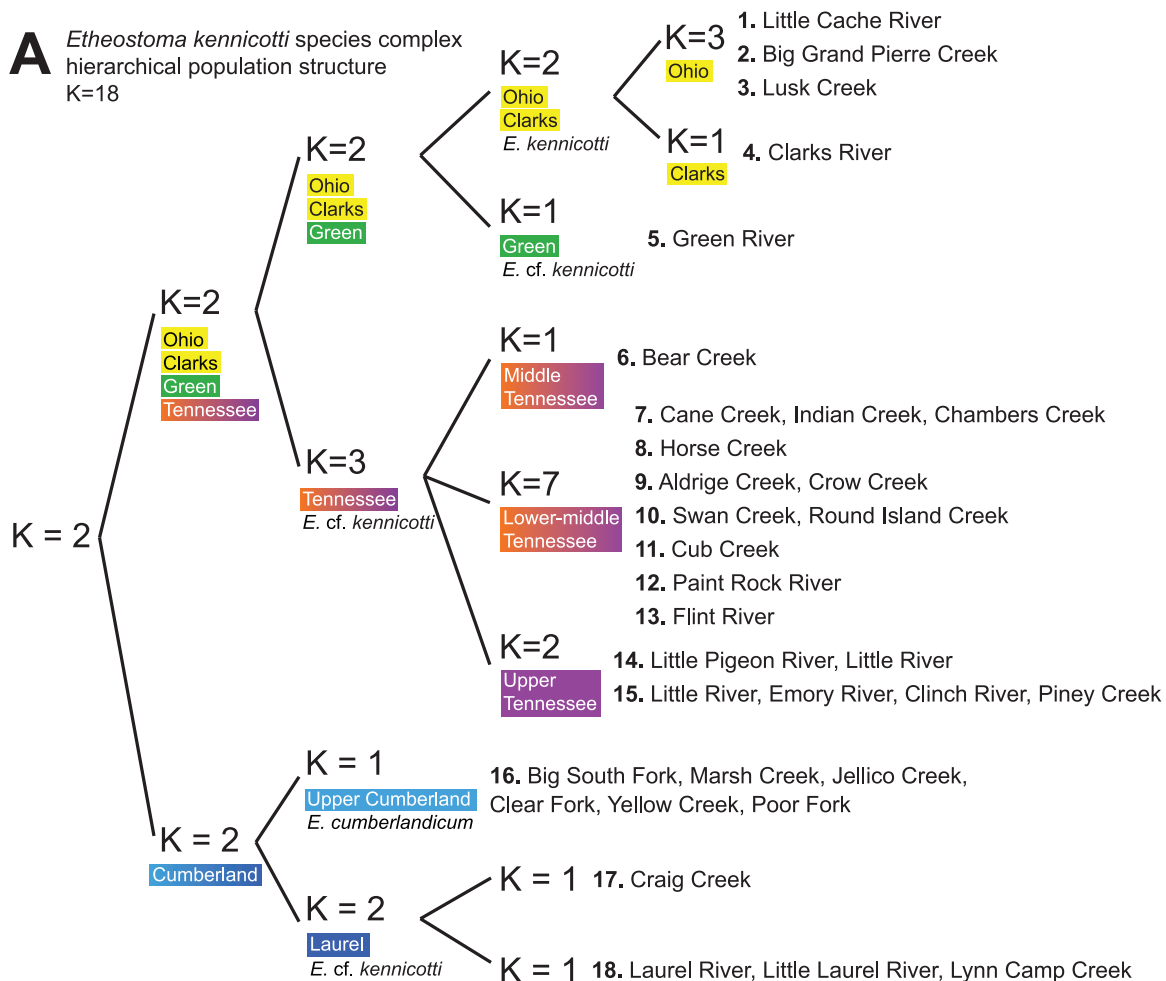 A
Etheostoma kennicotti species complex
hierarchical population structure
K=18
K = 2
K=2
Ohio
Clarks
Green
Tennessee
K=2
Ohio
Clarks
Green
K=2
Ohio
Clarks
E. kennicotti
K=3
Ohio
1. Little Cache River
2. Big Grand Pierre Creek
3. Lusk Creek
K=1
Clarks
4. Clarks River
K=1
Green
E. cf. kennicotti
5. Green River
K=3
Tennessee
E. cf. kennicotti
K=1
Middle
Tennessee
6. Bear Creek
K=7
Lower-middle
Tennessee
7. Cane Creek, Indian Creek, Chambers Creek
8. Horse Creek
9. Aldrige Creek, Crow Creek
10. Swan Creek, Round Island Creek
11. Cub Creek
12. Paint Rock River
13. Flint River
K=2
Upper
Tennessee
14. Little Pigeon River, Little River
15. Little River, Emory River, Clinch River, Piney Creek
K = 2
Cumberland
K = 1
Upper Cumberland
E. cumberlandicum
16. Big South Fork, Marsh Creek, Jellico Creek,
Clear Fork, Yellow Creek, Poor Fork
K = 2
Laurel
E. cf. kennicotti
K = 1
17. Craig Creek
K = 1
18. Laurel River, Little Laurel River, Lynn Camp Creek